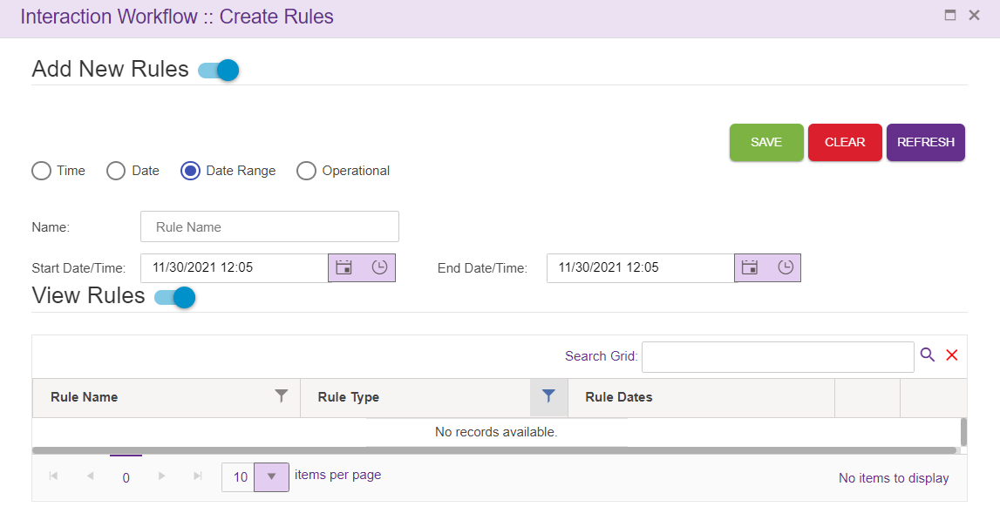 Interaction Workflow :: Create Rules
Add New Rules
SAVE CLEAR REFRESH
Time Date Date Range Operational
Name: Rule Name
Start Date/Time: 11/30/2021 12:05 End Date/Time: 11/30/2021 12:05
View Rules
Search Grid:
Rule Name Rule Type Rule Dates
No records available.
0 10 items per page No items to display